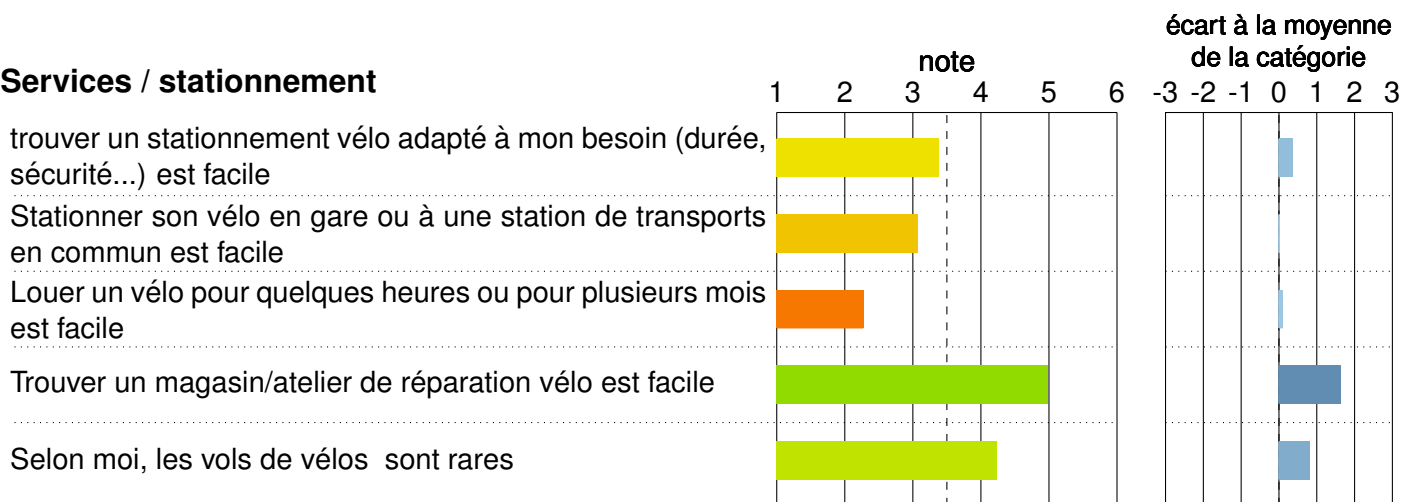 écart à la moyenne
de la catégorie
note
Services / stationnement
1 2 3 4 5 6 -3 -2 -1 0 1 2 3
trouver un stationnement vélo adapté à mon besoin (durée,
sécurité...) est facile
Stationner son vélo en gare ou à une station de transports
en commun est facile
Louer un vélo pour quelques heures ou pour plusieurs mois
est facile
Trouver un magasin/atelier de réparation vélo est facile
Selon moi, les vols de vélos sont rares